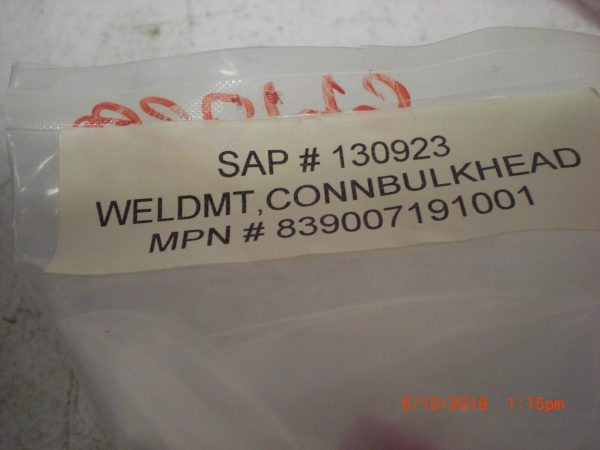 SAP # 130923
WELDMT,CONNBULKHEAD
MPN # 839007191001
5/10/2018 1:15pm